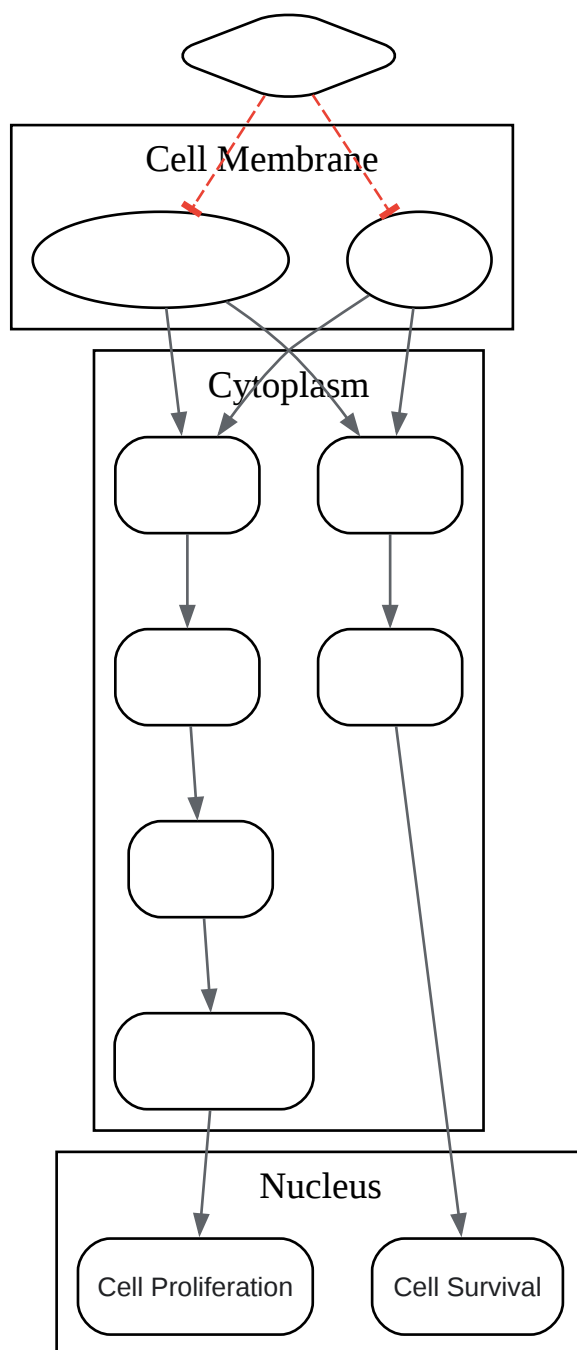 Cell Membrane
Cytoplasm
Nucleus
Cell Proliferation
Cell Survival